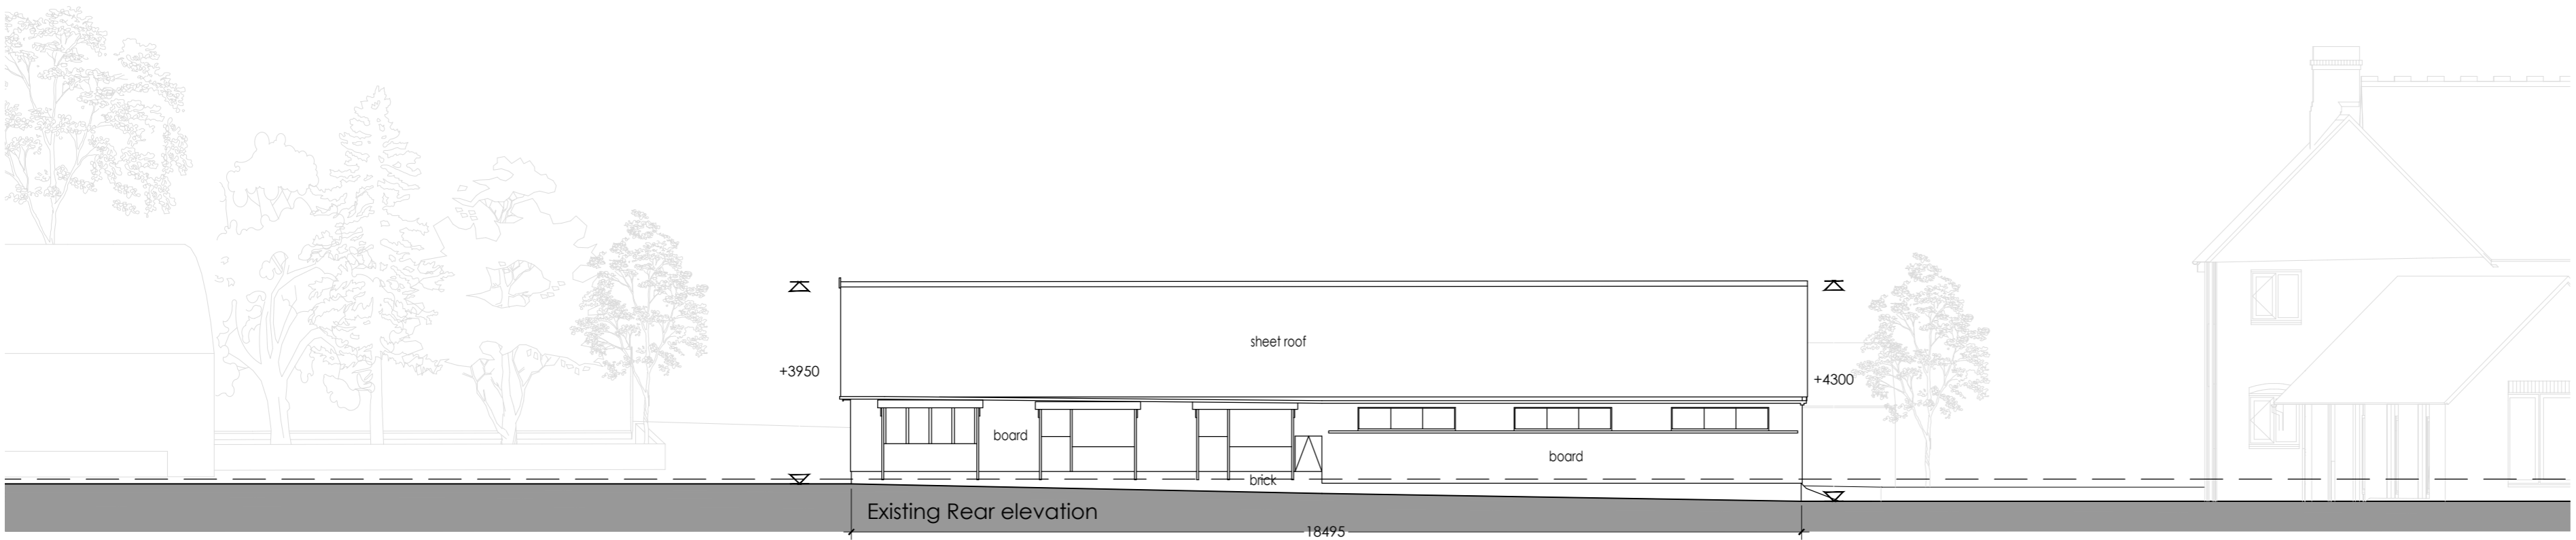 sheet roof
+3950
+4300
board
board
brick
Existing Rear elevation
18495